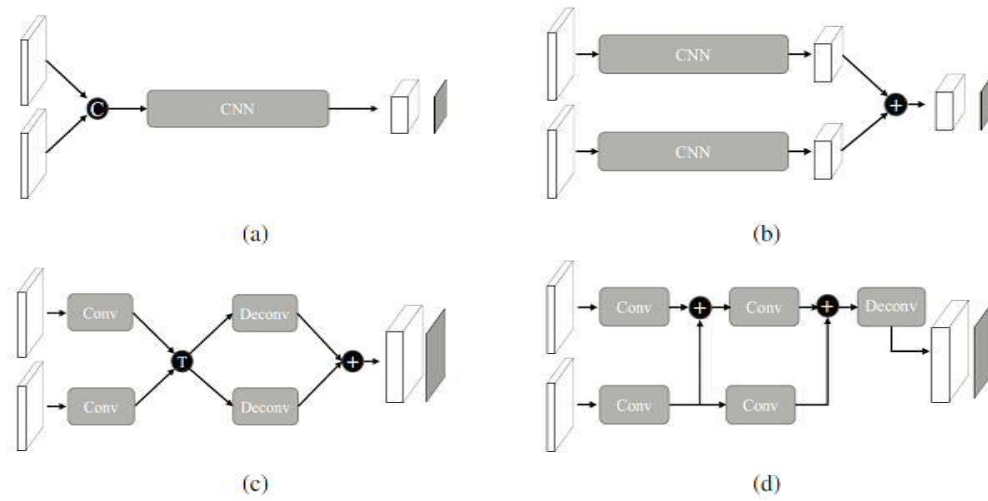 CNN
C
CNN
+
CNN
(a)
(b)
Conv
Deconv
T
+
Conv
Deconv
Conv
+
Conv
+
Deconv
Conv
Conv
(c)
(d)